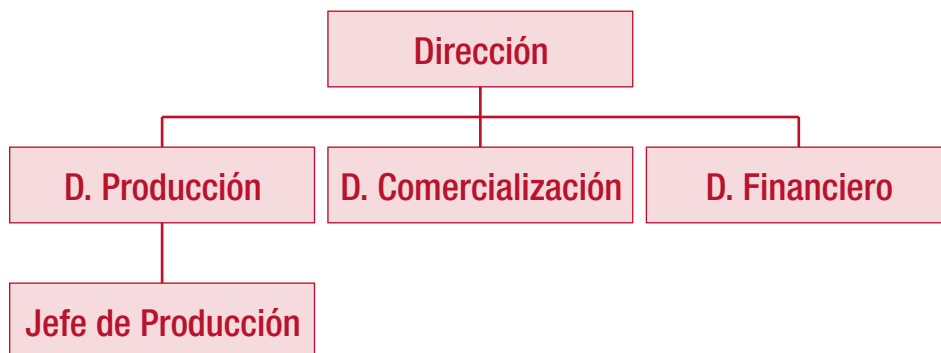 Dirección
D. Producción
D. Comercialización
D. Financiero
Jefe de Producción